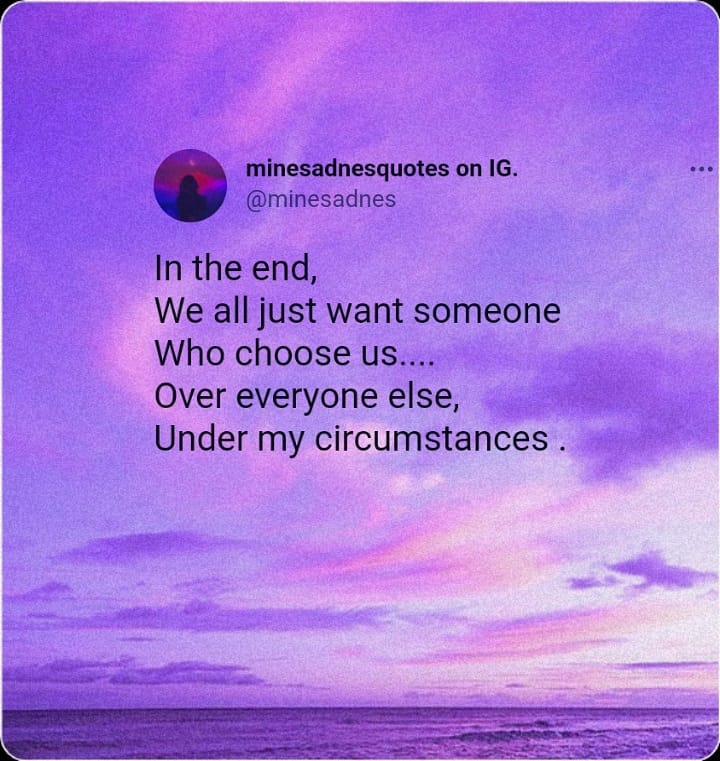 minesadnesquotes on IG.
@minesadnes
In the end,
We all just want someone
Who choose us....
Over everyone else,
Under my circumstances .